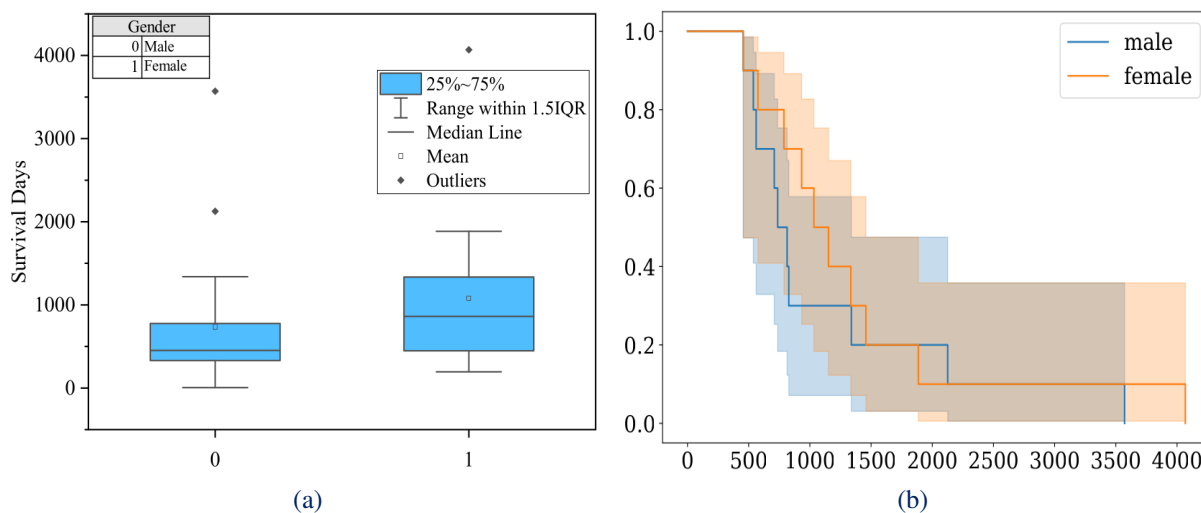 Gender
0 Male
1 Female
4000
3000
2000
1000
0
Survival Days
25%~75%
Range within 1.5IQR
Median Line
Mean
Outliers
0 1
(a)
male
female
1.0
0.8
0.6
0.4
0.2
0.0
0 500 1000 1500 2000 2500 3000 3500 4000
(b)